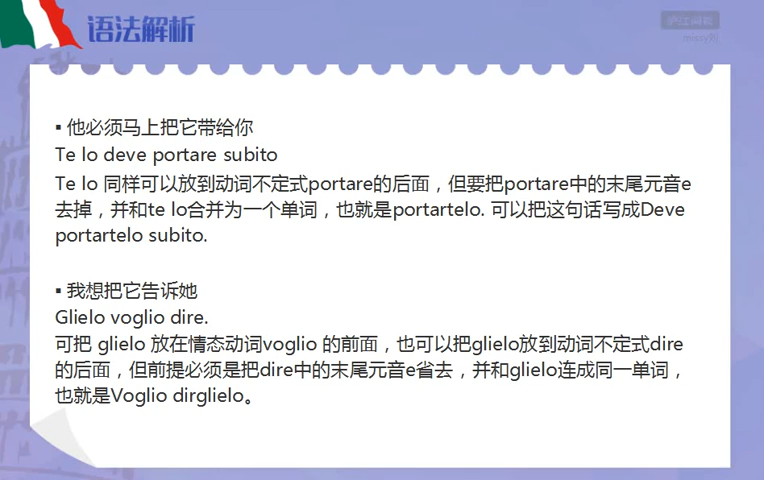 语法解析
沪江网校
missy刘
▪ 他必须马上把它带给你
Te lo deve portare subito
Te lo 同样可以放到动词不定式portare的后面，但要把portare中的末尾元音e
去掉，并和te lo合并为一个单词，也就是portartelo. 可以把这句话写成Deve
portartelo subito.
▪ 我想把它告诉她
Glielo voglio dire.
可把 glielo 放在情态动词voglio 的前面，也可以把glielo放到动词不定式dire
的后面，但前提必须是把dire中的末尾元音e省去，并和glielo连成同一单词，
也就是Voglio dirglielo。